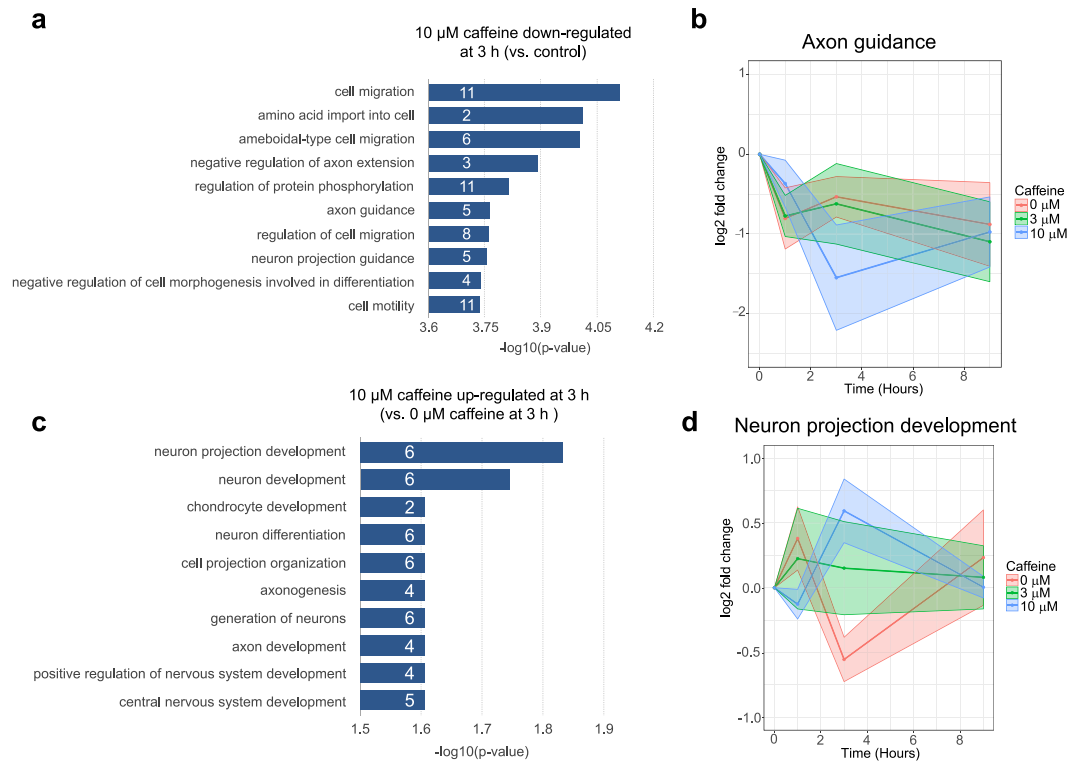 a
10 µM caffeine down-regulated
at 3 h (vs. control)
cell migration 11
amino acid import into cell 2
ameboidal-type cell migration 6
negative regulation of axon extension 3
regulation of protein phosphorylation 11
axon guidance 5
regulation of cell migration 8
neuron projection guidance 5
negative regulation of cell morphogenesis involved in differentiation 4
cell motility 11
3.6 3.75 3.9 4.05 4.2
-log10(p-value)
b
Axon guidance
1
0
−1
−2
log2 fold change
0 2 4 6 8
Time (Hours)
Caffeine
0 µM
3 µM
10 µM
c
10 µM caffeine up-regulated at 3 h
(vs. 0 µM caffeine at 3 h )
neuron projection development 6
neuron development 6
chondrocyte development 2
neuron differentiation 6
cell projection organization 6
axonogenesis 4
generation of neurons 6
axon development 4
positive regulation of nervous system development 4
central nervous system development 5
1.5 1.6 1.7 1.8 1.9
-log10(p-value)
d
Neuron projection development
1.0
0.5
0.0
−0.5
−1.0
log2 fold change
0 2 4 6 8
Time (Hours)
Caffeine
0 µM
3 µM
10 µM